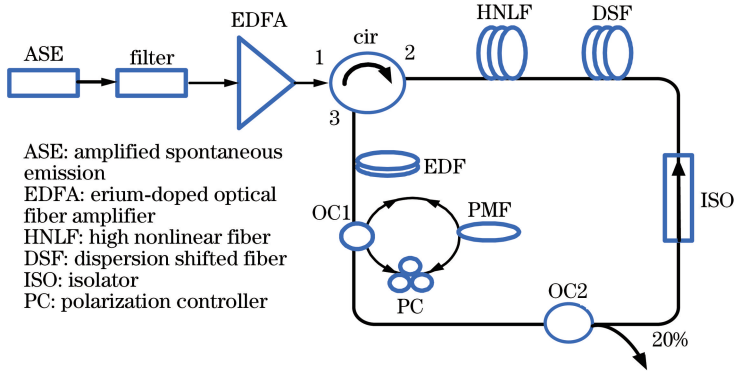 EDFA
ASE
filter
cir
1
2
3
HNLF
DSF
ASE: amplified spontaneous
emission
EDFA: erium-doped optical
fiber amplifier
HNLF: high nonlinear fiber
DSF: dispersion shifted fiber
ISO: isolator
PC: polarization controller
EDF
OC1
PMF
PC
ISO
OC2
20%